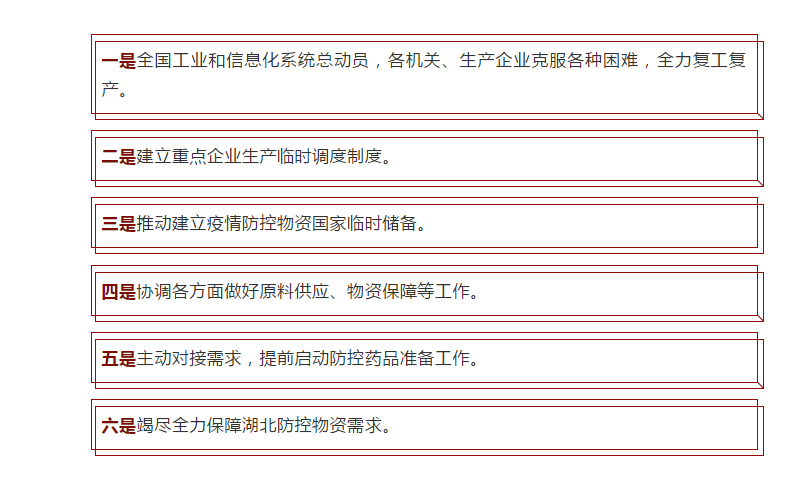 一是全国工业和信息化系统总动员，各机关、生产企业克服各种困难，全力复工复
产。
二是建立重点企业生产临时调度制度。
三是推动建立疫情防控物资国家临时储备。
四是协调各方面做好原料供应、物资保障等工作。
五是主动对接需求，提前启动防控药品准备工作。
六是竭尽全力保障湖北防控物资需求。